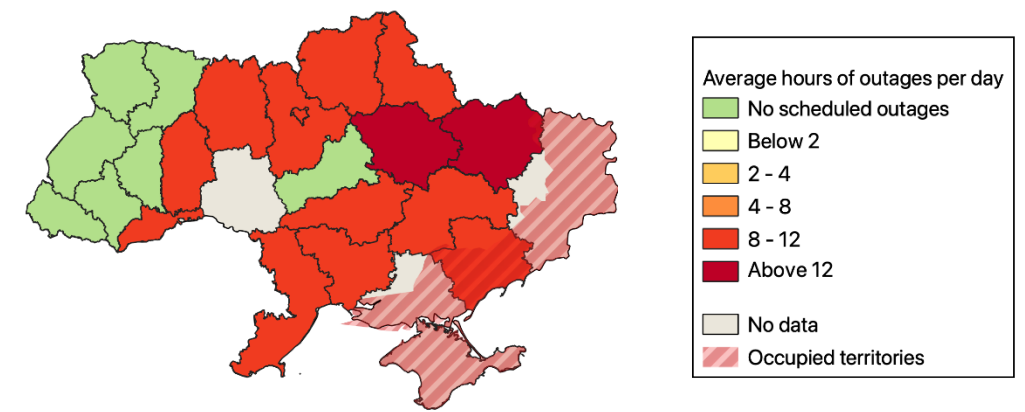 Average hours of outages per day
No scheduled outages
Below 2
2 - 4
4 - 8
8 - 12
Above 12
No data
Occupied territories